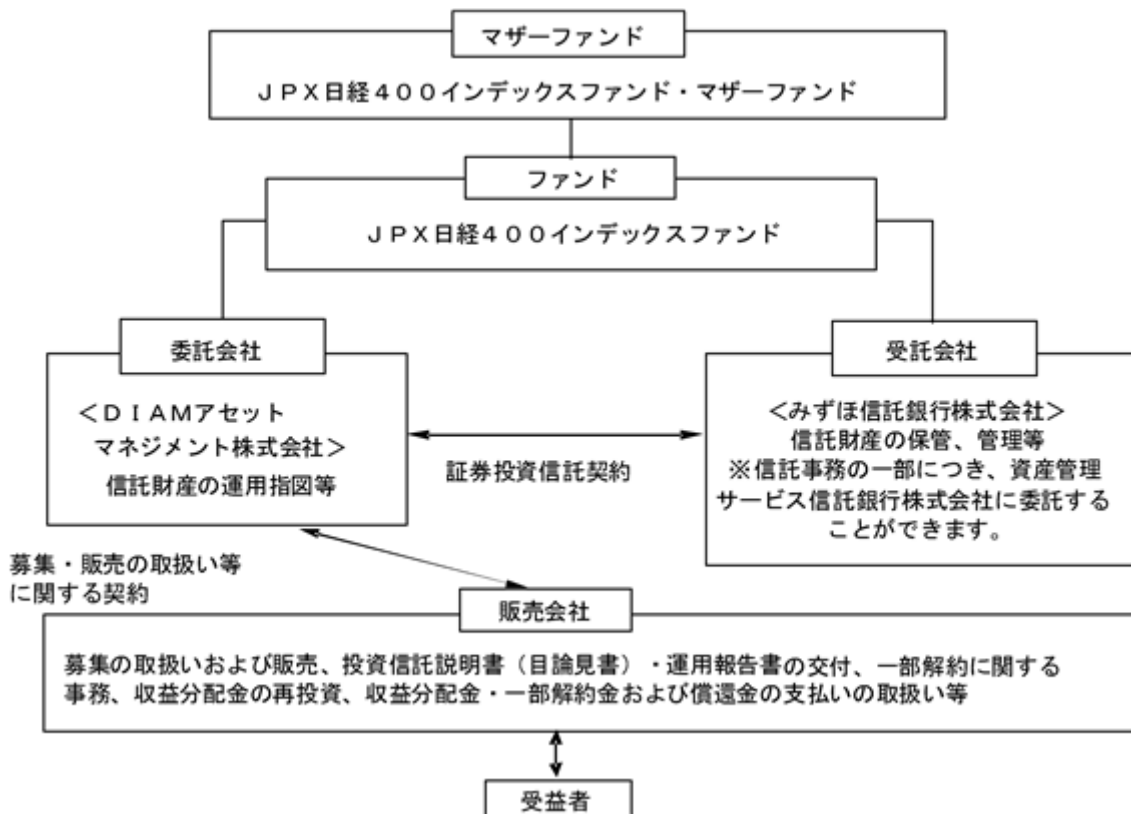 マザーファンド
ＪＰＸ日経４００インデックスファンド・マザーファンド
ファンド
ＪＰＸ日経４００インデックスファンド
委託会社
＜ＤＩＡＭアセット
マネジメント株式会社＞
信託財産の運用指図等
証券投資信託契約
受託会社
＜みずほ信託銀行株式会社＞
信託財産の保管、管理等
※信託事務の一部につき、資産管理
サービス信託銀行株式会社に委託する
ことができます。
募集・販売の取扱い等
に関する契約
販売会社
募集の取扱いおよび販売、投資信託説明書（目論見書）・運用報告書の交付、一部解約に関する
事務、収益分配金の再投資、収益分配金・一部解約金および償還金の支払いの取扱い等
受益者